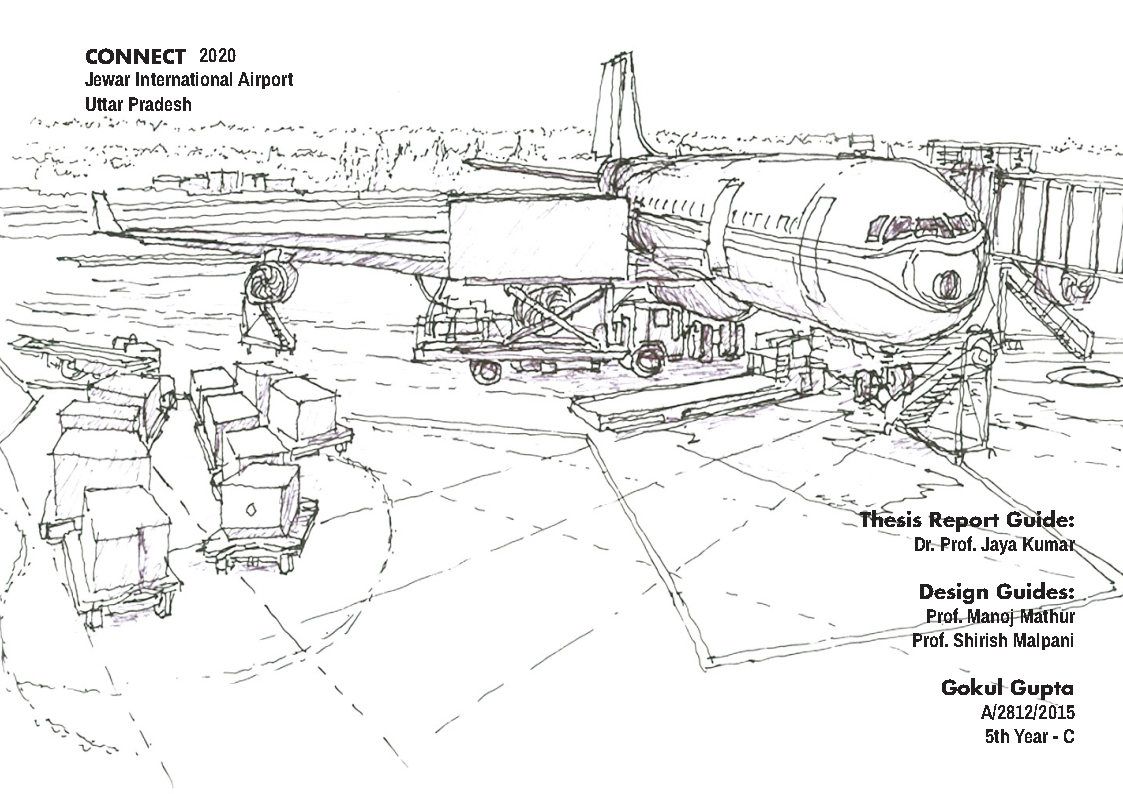 CONNECT 2020
Jewar International Airport
Uttar Pradesh
Thesis Report Guide:
Dr. Prof. Jaya Kumar
Design Guides:
Prof. Manoj Mathur
Prof. Shirish Malpani
Gokul Gupta
A/2812/2015
5th Year - C